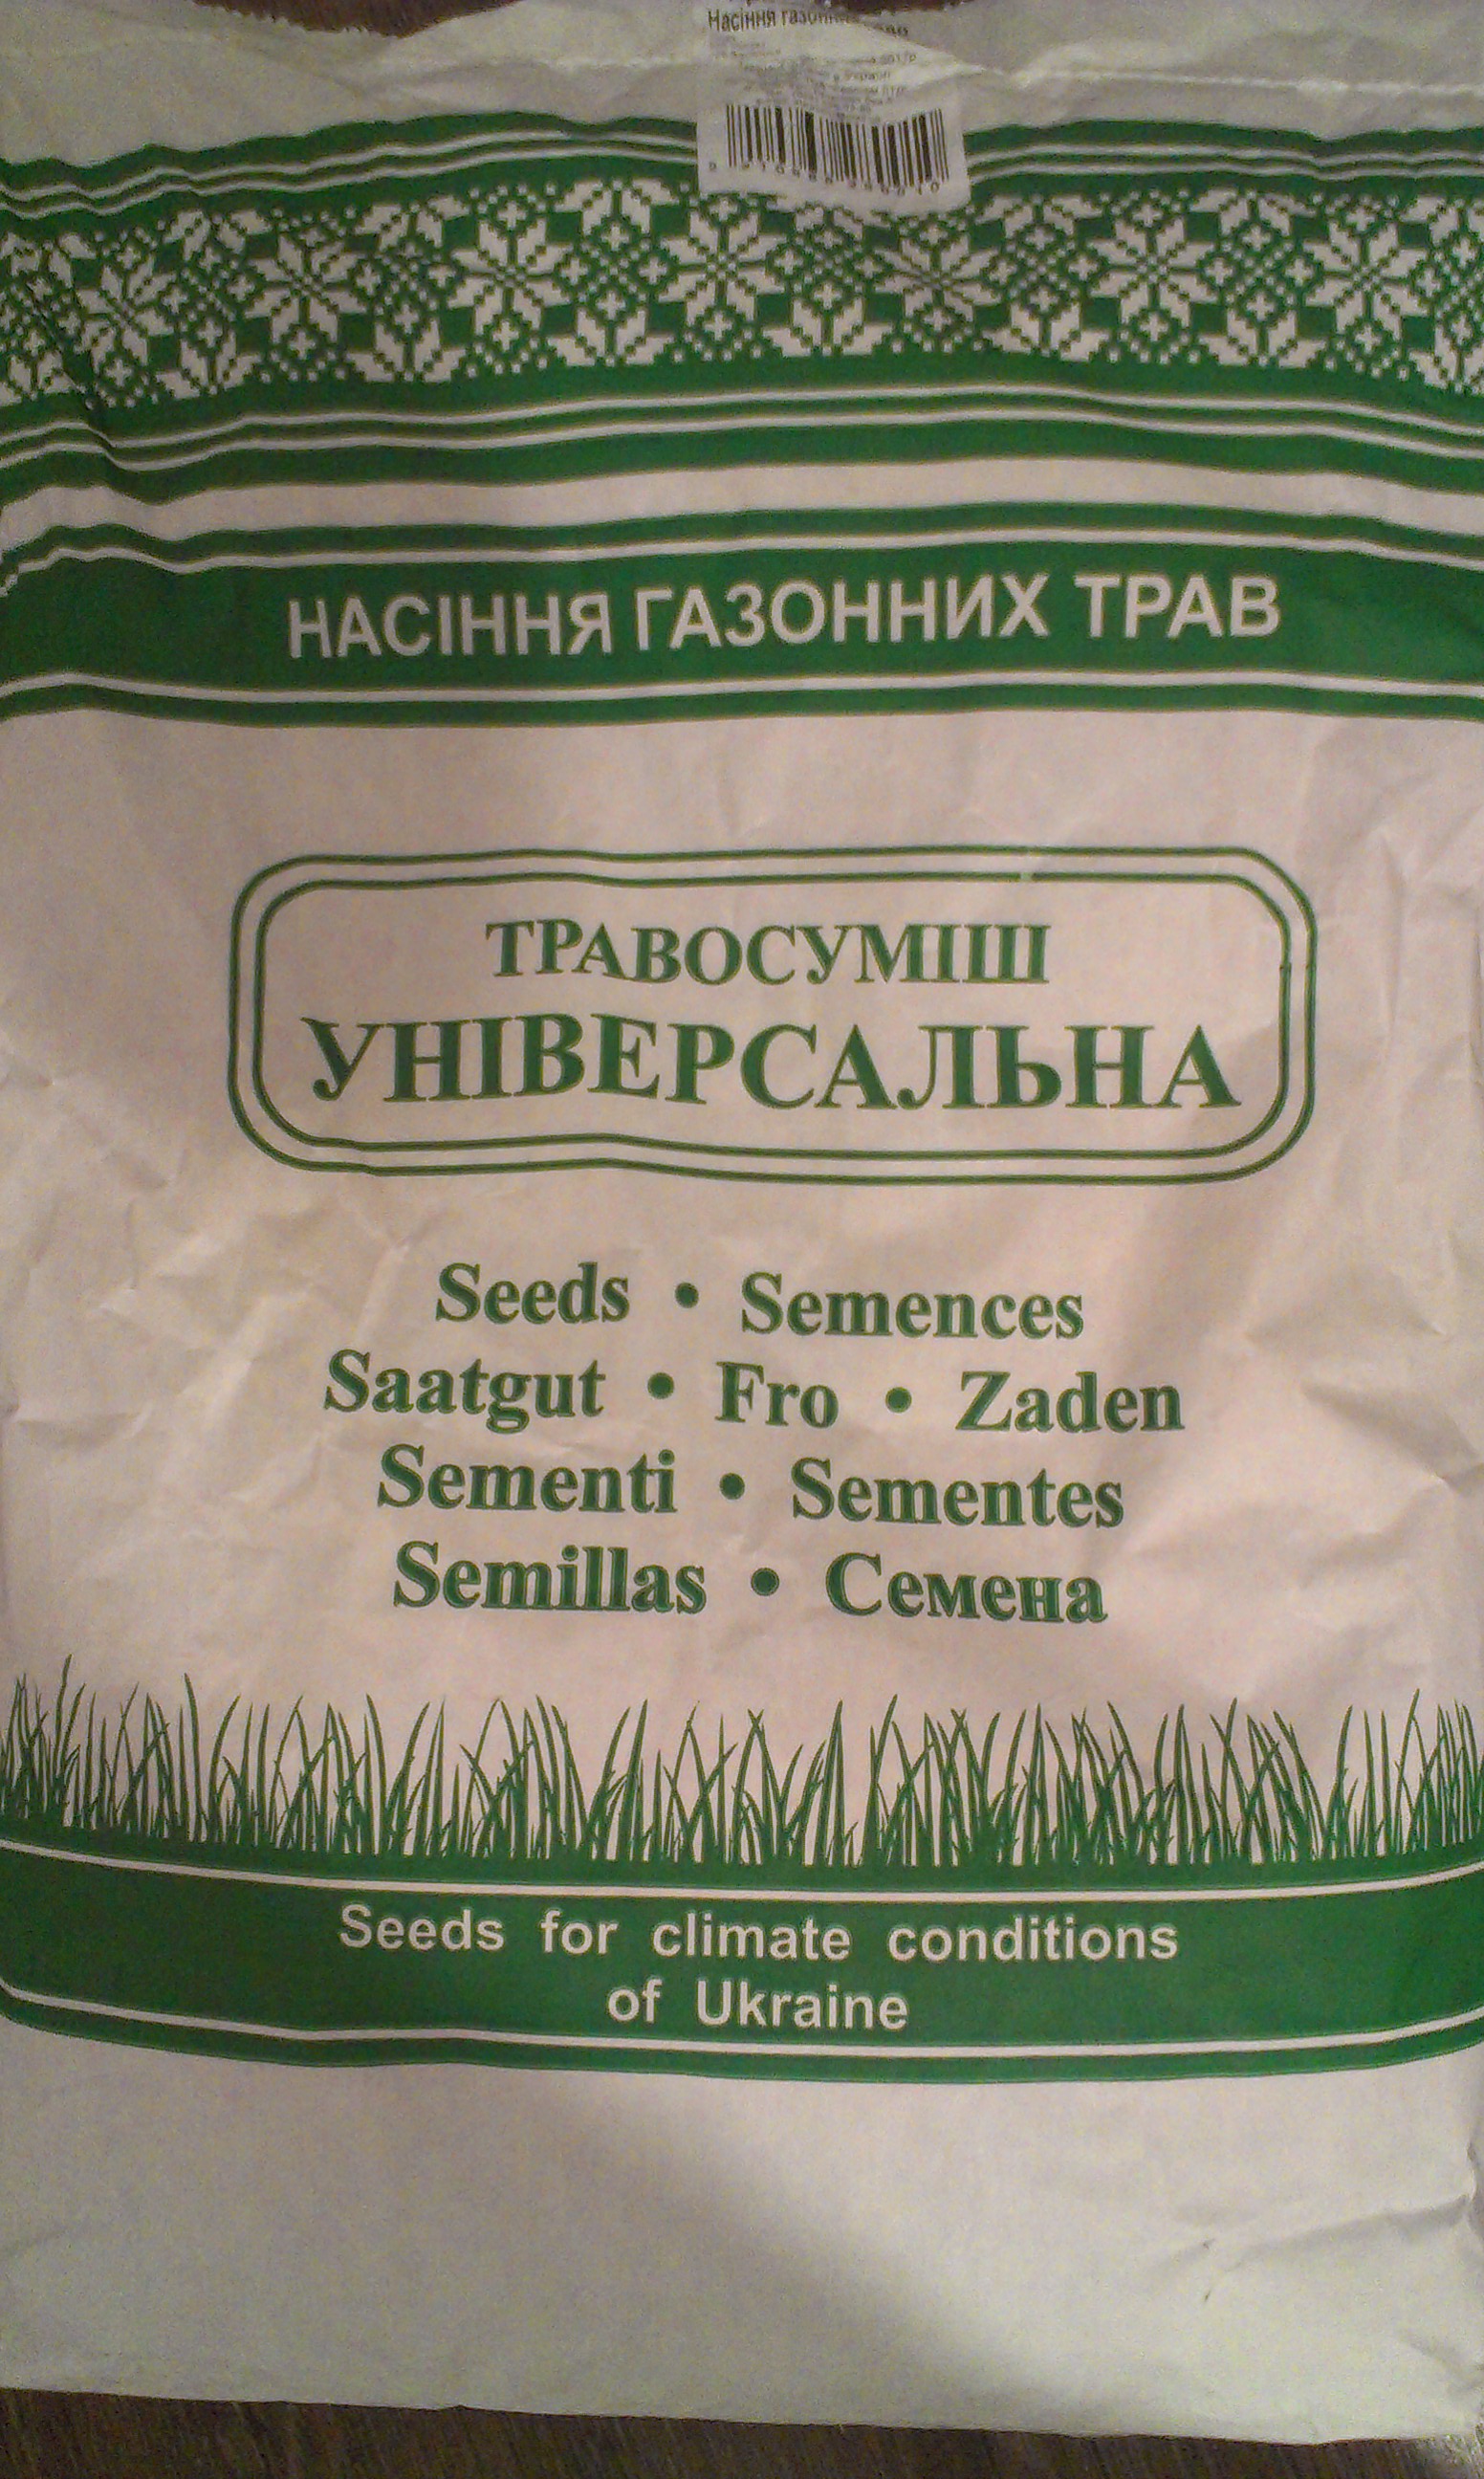 Насіння
НАСІННЯ ГАЗОННИХ ТРАВ
ТРАВОСУМІШ
УНІВЕРСАЛЬНА
Seeds • Semences
Saatgut • Fro • Zaden
Sementi • Sementes
Semillas • Семена
Seeds for climate conditions
of Ukraine